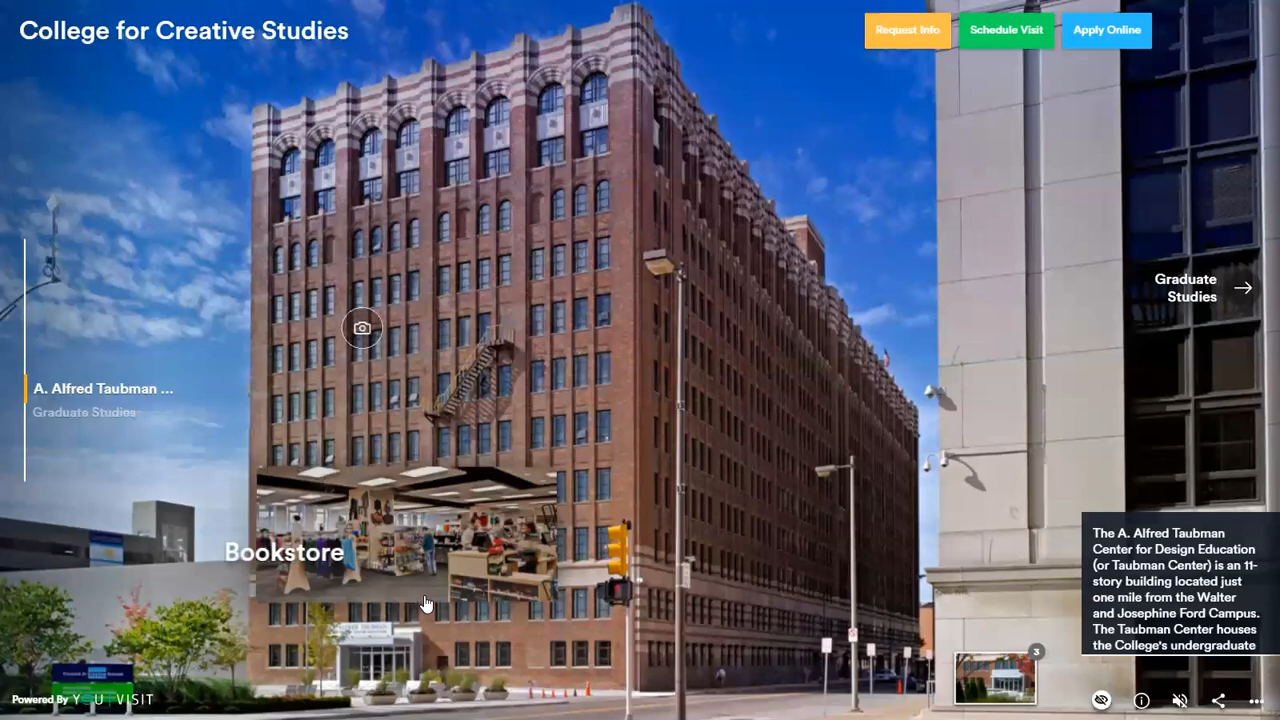 College for Creative Studies
Request Info
Schedule Visit
Apply Online
Graduate
Studies
A. Alfred Taubman ...
Graduate Studies
Bookstore
The A. Alfred Taubman
Center for Design Education
(or Taubman Center) is an 11-
story building located just
one mile from the Walter
and Josephine Ford Campus.
The Taubman Center houses
the College's undergraduate
3
Powered By YOUVISIT